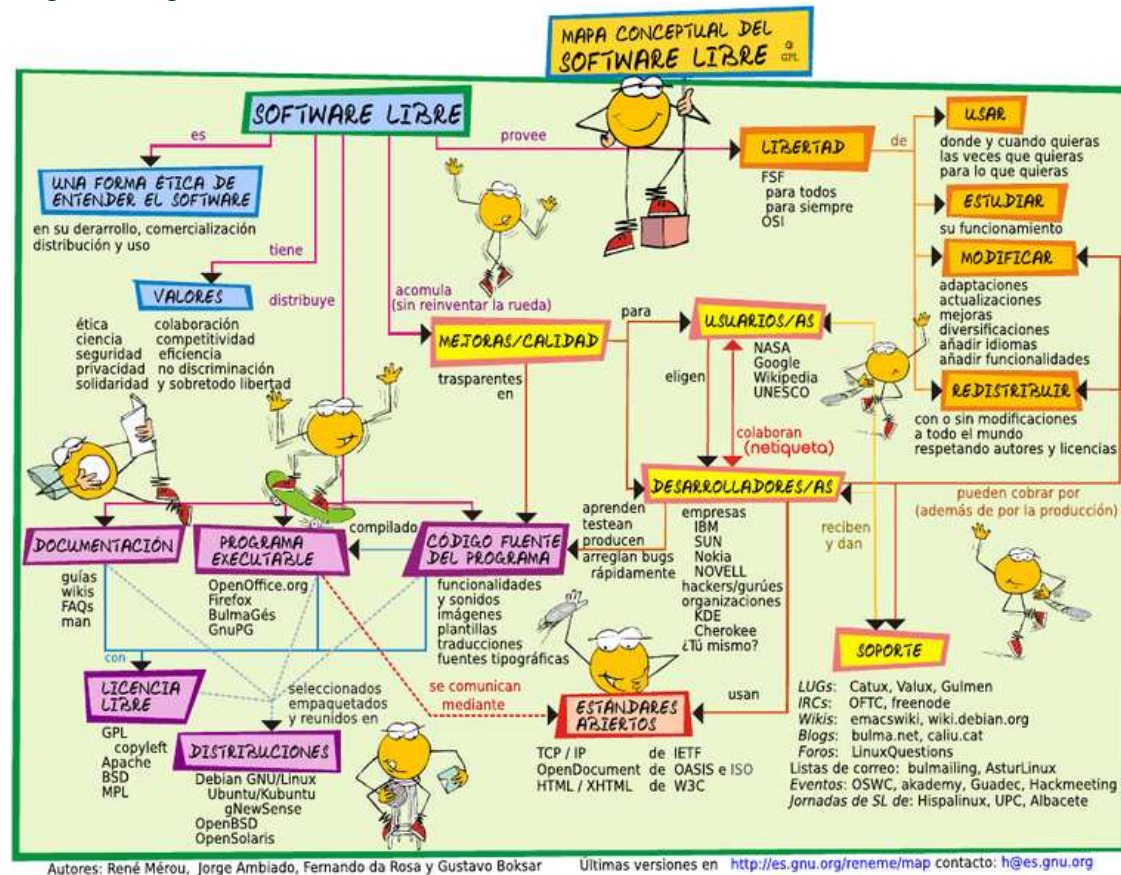 MAPA CONCEPTUAL DEL
SOFTWARE LIBRE
GPL
SOFTWARE LIBRE
es
provee
UNA FORMA ÉTICA DE
ENTENDER EL SOFTWARE
en su derarrollo, comercialización
distribución y uso
tiene
VALORES
ética
ciencia
seguridad
privacidad
solidaridad
colaboración
competitividad
eficiencia
no discriminación
y sobretodo libertad
distribuye
acomula
(sin reinventar la rueda)
MEJORAS/CALIDAD
trasparentes
en
para
LIBERTAD
FSF
para todos
para siempre
OSI
de
USAR
donde y cuando quieras
las veces que quieras
para lo que quieras
ESTUDIAR
su funcionamiento
MODIFICAR
adaptaciones
actualizaciones
mejoras
diversificaciones
añadir idiomas
añadir funcionalidades
REDISTRIBUIR
con o sin modificaciones
a todo el mundo
respetando autores y licencias
USUARIOS/AS
NASA
Google
Wikipedia
UNESCO
eligen
colaboran
(netiqueta)
DESARROLLADORES/AS
empresas
IBM
SUN
Nokia
NOVELL
hackers/gurúes
organizaciones
KDE
Cherokee
¿Tú mismo?
aprenden
testean
producen
arreglan bugs
rápidamente
reciben
y dan
pueden cobrar por
(además de por la producción)
DOCUMENTACIÓN
guías
wikis
FAQs
man
PROGRAMA
EXECUTABLE
OpenOffice.org
Firefox
BulmaGés
GnuPG
compilado
CÓDIGO FUENTE
DEL PROGRAMA
funcionalidades
y sonidos
imágenes
plantillas
traducciones
fuentes tipográficas
con
LICENCIA
LIBRE
GPL
copyleft
Apache
BSD
MPL
seleccionados
empaquetados
y reunidos en
DISTRIBUCIONES
Debian GNU/Linux
Ubuntu/Kubuntu
gNewSense
OpenBSD
OpenSolaris
se comunican
mediante
ESTÁNDARES
ABIERTOS
usan
TCP / IP de IETF
OpenDocument de OASIS e ISO
HTML / XHTML de W3C
SOPORTE
LUGs: Catux, Valux, Gulmen
IRCs: OFTC, freenode
Wikis: emacswiki, wiki.debian.org
Blogs: bulma.net, caliu.cat
Foros: LinuxQuestions
Listas de correo: bulmailing, AsturLinux
Eventos: OSWC, akademy, Guadec, Hackmeeting
Jornadas de SL de: Hispalinux, UPC, Albacete
Autores: René Mérou, Jorge Ambiado, Fernando da Rosa y Gustavo Boksar Últimas versiones en http://es.gnu.org/reneme/map contacto: h@es.gnu.org